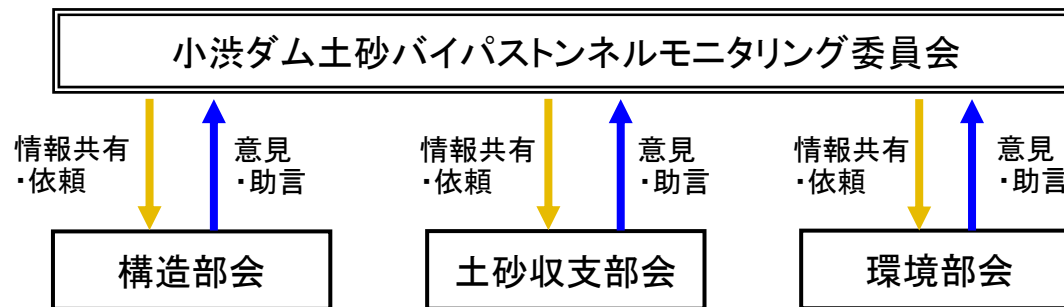 小渋ダム土砂バイパストンネルモニタリング委員会
情報共有
・依頼
意見
・助言
情報共有
・依頼
意見
・助言
情報共有
・依頼
意見
・助言
構造部会
土砂収支部会
環境部会